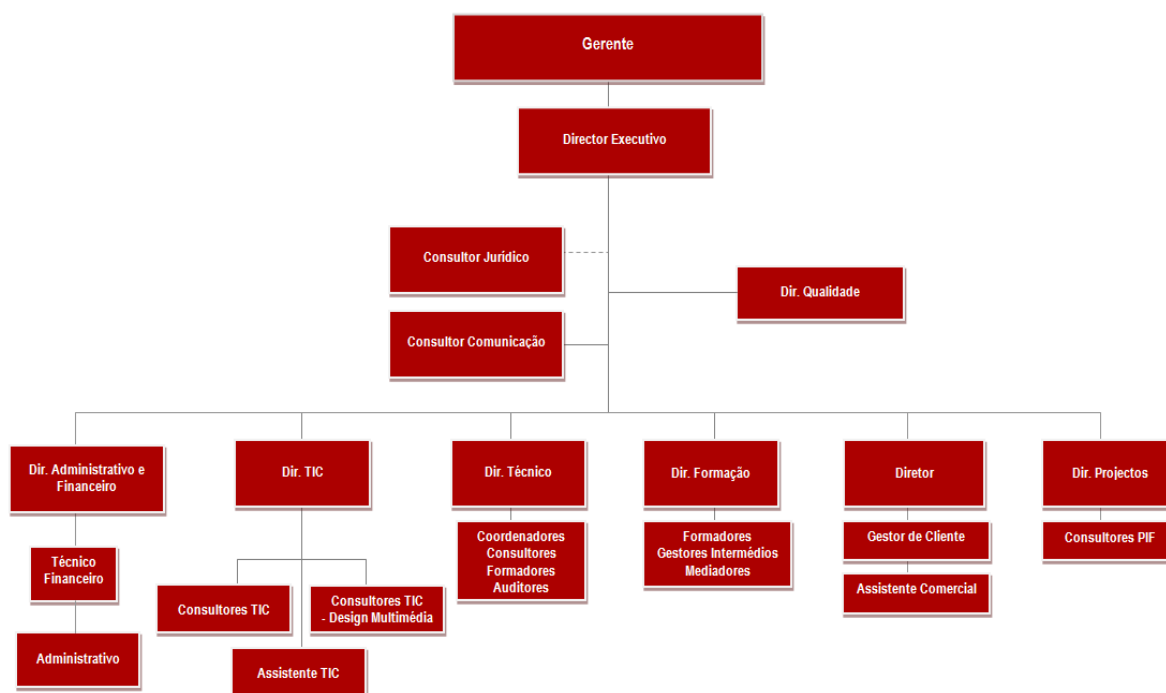 Gerente
Director Executivo
Consultor Jurídico
Dir. Qualidade
Consultor Comunicação
Dir. Administrativo e
Financeiro
Dir. TIC
Dir. Técnico
Dir. Formação
Diretor
Dir. Projectos
Técnico
Financeiro
Administrativo
Consultores TIC
Consultores TIC
- Design Multimédia
Assistente TIC
Coordenadores
Consultores
Formadores
Auditores
Formadores
Gestores Intermédios
Mediadores
Gestor de Cliente
Assistente Comercial
Consultores PIF